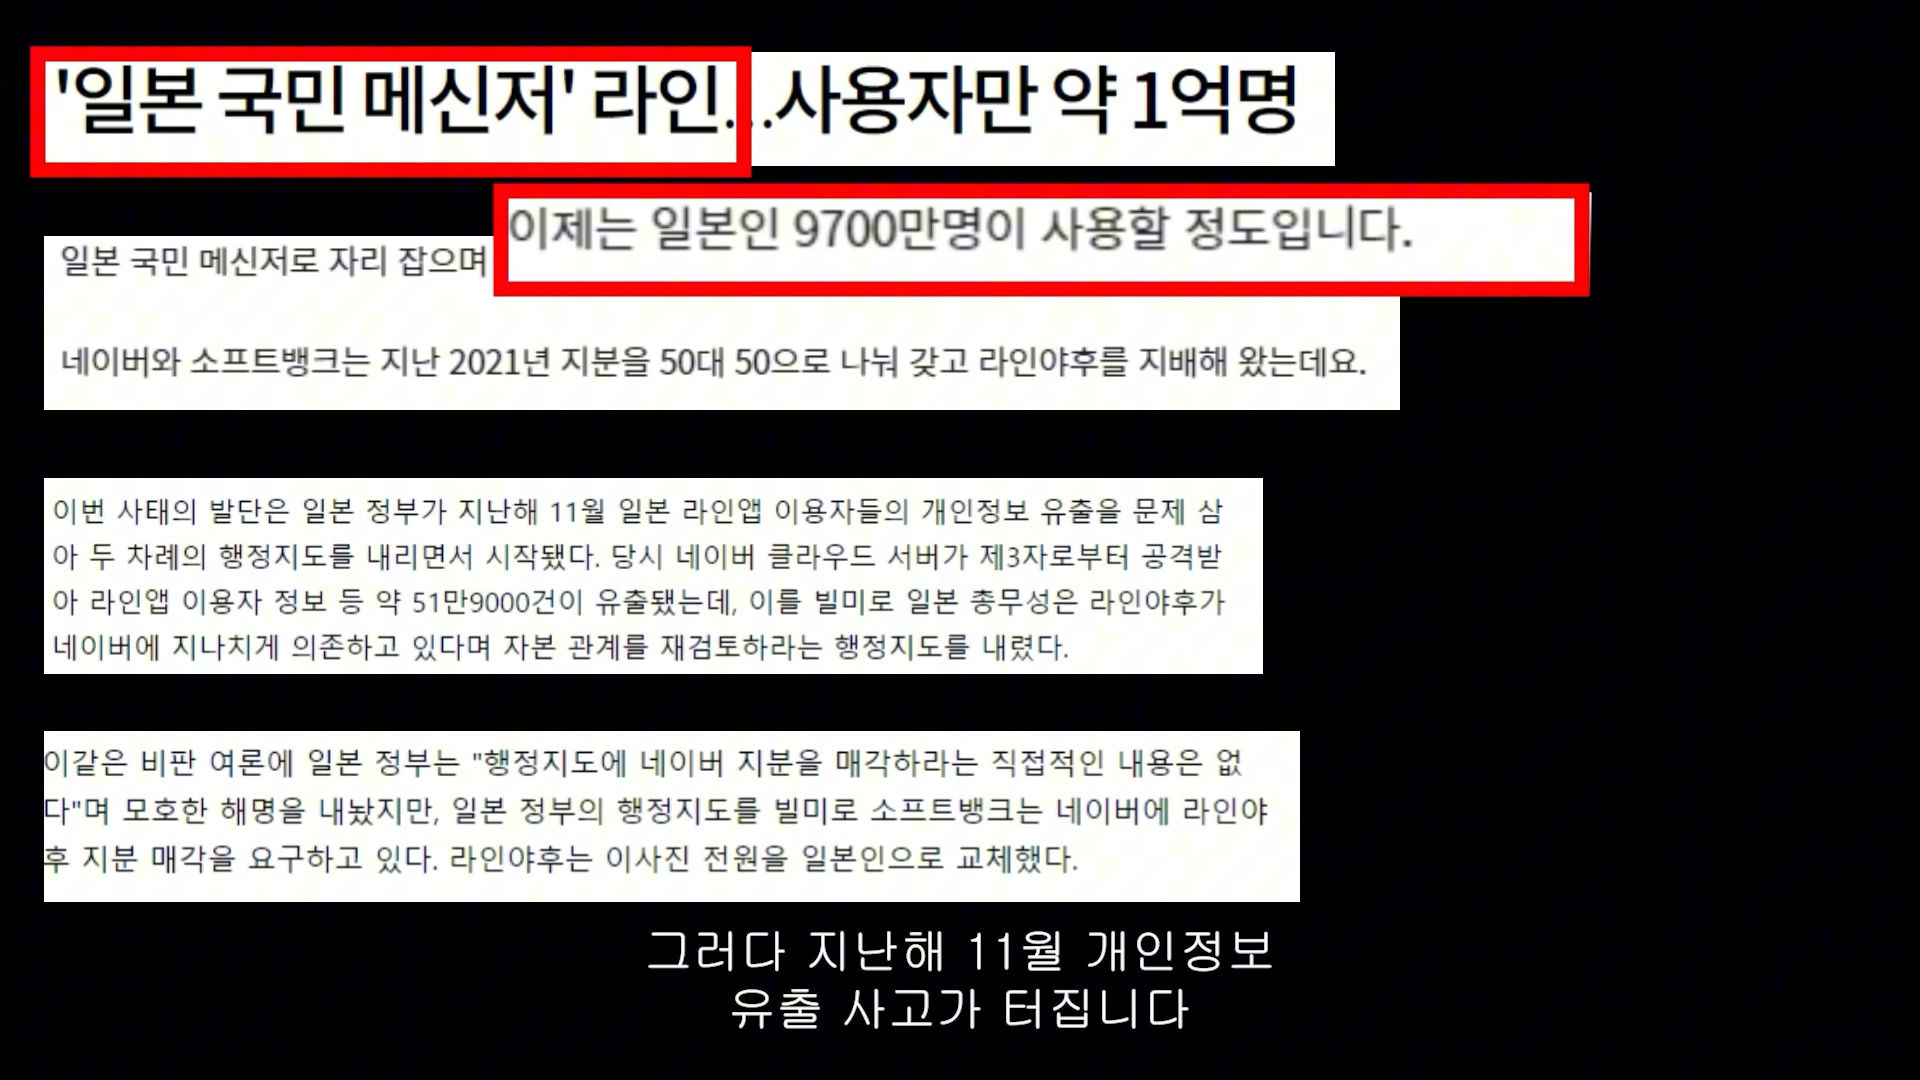 '일본 국민 메신저' 라인...사용자만 약 1억명
이제는 일본인 9700만명이 사용할 정도입니다.
일본 국민 메신저로 자리 잡으며
네이버와 소프트뱅크는 지난 2021년 지분을 50대 50으로 나눠 갖고 라인야후를 지배해 왔는데요.
이번 사태의 발단은 일본 정부가 지난해 11월 일본 라인앱 이용자들의 개인정보 유출을 문제 삼
아 두 차례의 행정지도를 내리면서 시작됐다. 당시 네이버 클라우드 서버가 제3자로부터 공격받
아 라인앱 이용자 정보 등 약 51만9000건이 유출됐는데, 이를 빌미로 일본 총무성은 라인야후가
네이버에 지나치게 의존하고 있다며 자본 관계를 재검토하라는 행정지도를 내렸다.
이같은 비판 여론에 일본 정부는 "행정지도에 네이버 지분을 매각하라는 직접적인 내용은 없
다"며 모호한 해명을 내놨지만, 일본 정부의 행정지도를 빌미로 소프트뱅크는 네이버에 라인야
후 지분 매각을 요구하고 있다. 라인야후는 이사진 전원을 일본인으로 교체했다.
그러다 지난해 11월 개인정보
유출 사고가 터집니다